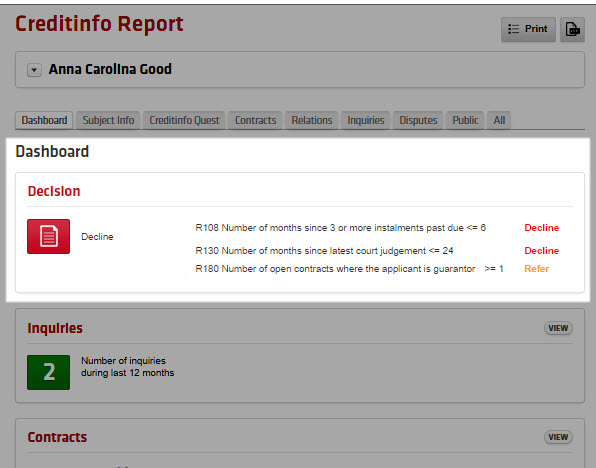 Creditinfo Report
Print
Anna Carolina Good
Dashboard Subject Info Creditinfo Quest Contracts Relations Inquiries Disputes Public All
Dashboard
Decision
Decline
R108 Number of months since 3 or more instalments past due <= 6 Decline
R130 Number of months since latest court judgement <= 24 Decline
R180 Number of open contracts where the applicant is guarantor >= 1 Refer
Inquiries VIEW
2
Number of inquiries
during last 12 months
Contracts VIEW